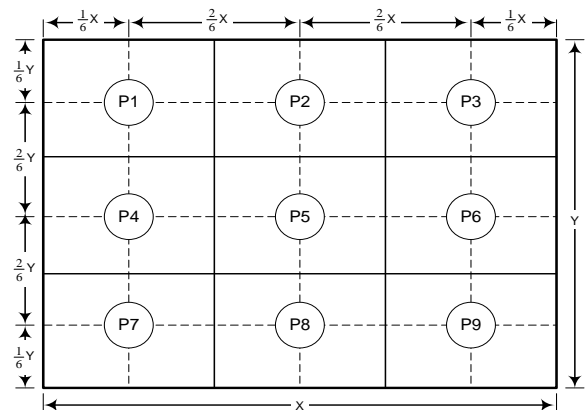 1/6 X 2/6 X 2/6 X 1/6 X
1/6 Y
P1 P2 P3
2/6 Y
P4 P5 P6
Y
2/6 Y
P7 P8 P9
1/6 Y
X